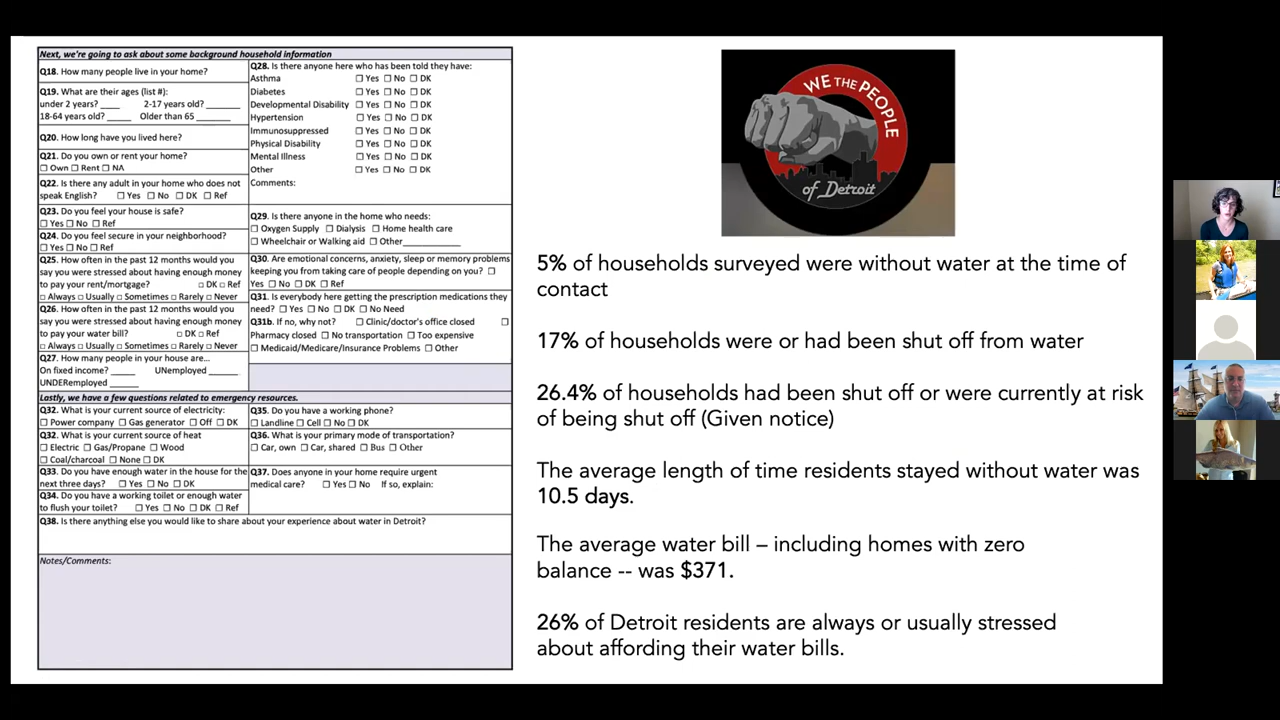 Next, we're going to ask about some background household information
Q18. How many people live in your home?
Q19. What are their ages (list #):
under 2 years? ____ 2-17 years old? _______
18-64 years old? _____ Older than 65 _______
Q20. How long have you lived here?
Q21. Do you own or rent your home?
☐ Own ☐ Rent ☐ NA
Q22. Is there any adult in your home who does not
speak English? ☐ Yes ☐ No ☐ DK ☐ Ref
Q23. Do you feel your house is safe?
☐ Yes ☐ No ☐ Ref
Q24. Do you feel secure in your neighborhood?
☐ Yes ☐ No ☐ Ref
Q25. How often in the past 12 months would you
say you were stressed about having enough money
to pay your rent/mortgage? ☐ DK ☐ Ref
☐ Always ☐ Usually ☐ Sometimes ☐ Rarely ☐ Never
Q26. How often in the past 12 months would you
say you were stressed about having enough money
to pay your water bill? ☐ DK ☐ Ref
☐ Always ☐ Usually ☐ Sometimes ☐ Rarely ☐ Never
Q27. How many people in your house are...
On fixed income? _____ UNemployed _______
UNDERemployed ______
Q28. Is there anyone here who has been told they have:
Asthma ☐ Yes ☐ No ☐ DK
Diabetes ☐ Yes ☐ No ☐ DK
Developmental Disability ☐ Yes ☐ No ☐ DK
Hypertension ☐ Yes ☐ No ☐ DK
Immunosuppressed ☐ Yes ☐ No ☐ DK
Physical Disability ☐ Yes ☐ No ☐ DK
Mental Illness ☐ Yes ☐ No ☐ DK
Other ☐ Yes ☐ No ☐ DK
Comments:
Q29. Is there anyone in the home who needs:
☐ Oxygen Supply ☐ Dialysis ☐ Home health care
☐ Wheelchair or Walking aid ☐ Other___________
Q30. Are emotional concerns, anxiety, sleep or memory problems
keeping you from taking care of people depending on you? ☐
Yes ☐ No ☐ DK ☐ Ref
Q31. Is everybody here getting the prescription medications they
need? ☐ Yes ☐ No ☐ DK ☐ No Need
Q31b. If no, why not? ☐ Clinic/doctor's office closed ☐
Pharmacy closed ☐ No transportation ☐ Too expensive
☐ Medicaid/Medicare/Insurance Problems ☐ Other
Lastly, we have a few questions related to emergency resources.
Q32. What is your current source of electricity:
☐ Power company ☐ Gas generator ☐ Off ☐ DK
Q32. What is your current source of heat
☐ Electric ☐ Gas/Propane ☐ Wood
☐ Coal/charcoal ☐ None ☐ DK
Q33. Do you have enough water in the house for the
next three days? ☐ Yes ☐ No ☐ DK
Q34. Do you have a working toilet or enough water
to flush your toilet? ☐ Yes ☐ No ☐ DK ☐ Ref
Q35. Do you have a working phone?
☐ Landline ☐ Cell ☐ No ☐ DK
Q36. What is your primary mode of transportation?
☐ Car, own ☐ Car, shared ☐ Bus ☐ Other
Q37. Does anyone in your home require urgent
medical care? ☐ Yes ☐ No If so, explain:
Q38. Is there anything else you would like to share about your experience about water in Detroit?
Notes/Comments:
WE THE PEOPLE
of Detroit
5% of households surveyed were without water at the time of
contact
17% of households were or had been shut off from water
26.4% of households had been shut off or were currently at risk
of being shut off (Given notice)
The average length of time residents stayed without water was
10.5 days.
The average water bill – including homes with zero
balance -- was $371.
26% of Detroit residents are always or usually stressed
about affording their water bills.